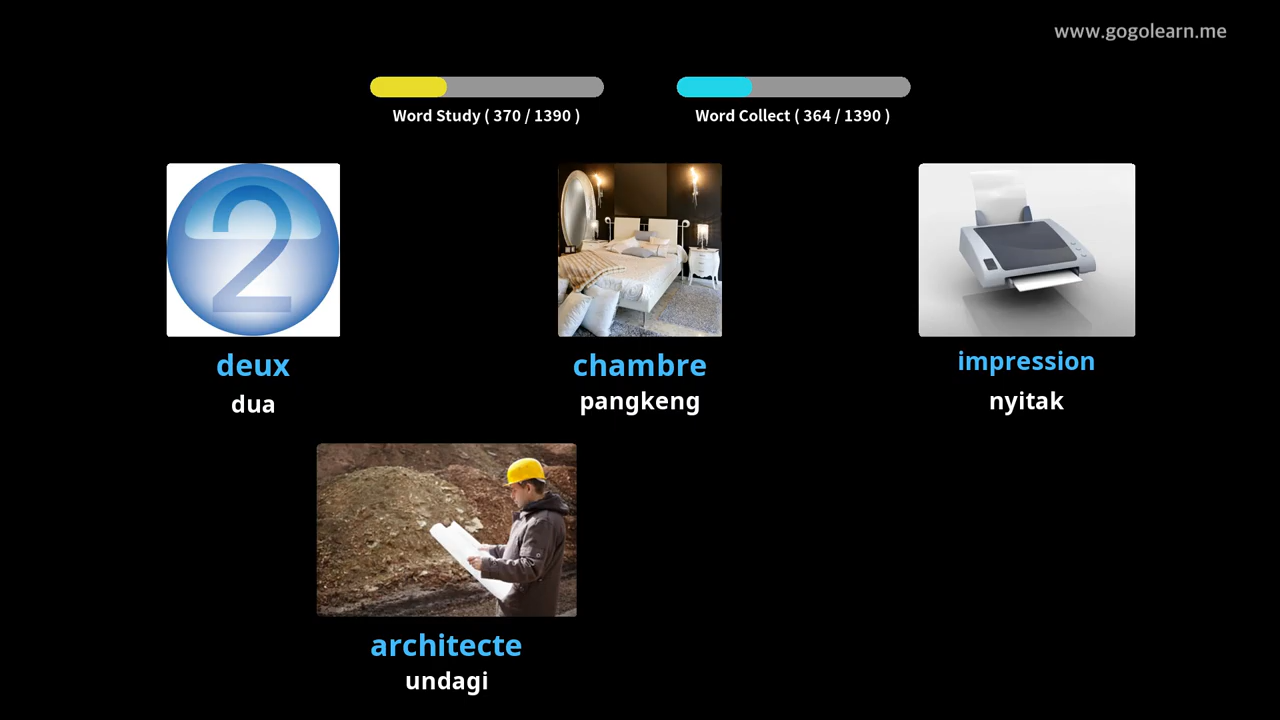 www.gogolearn.me
Word Study ( 370 / 1390 )
Word Collect ( 364 / 1390 )
2
deux
dua
chambre
pangkeng
impression
nyitak
architecte
undagi